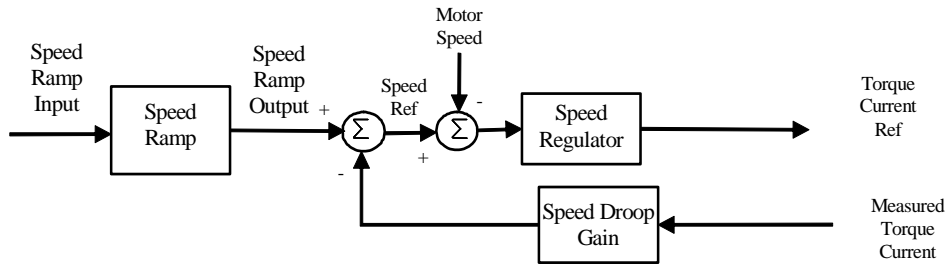 Motor
Speed
Speed
Ramp
Input
Speed
Ramp
Output
Speed
Ref
Torque
Current
Ref
Speed
Ramp
+
Σ
+
-
Σ
Speed
Regulator
-
Speed Droop
Gain
Measured
Torque
Current